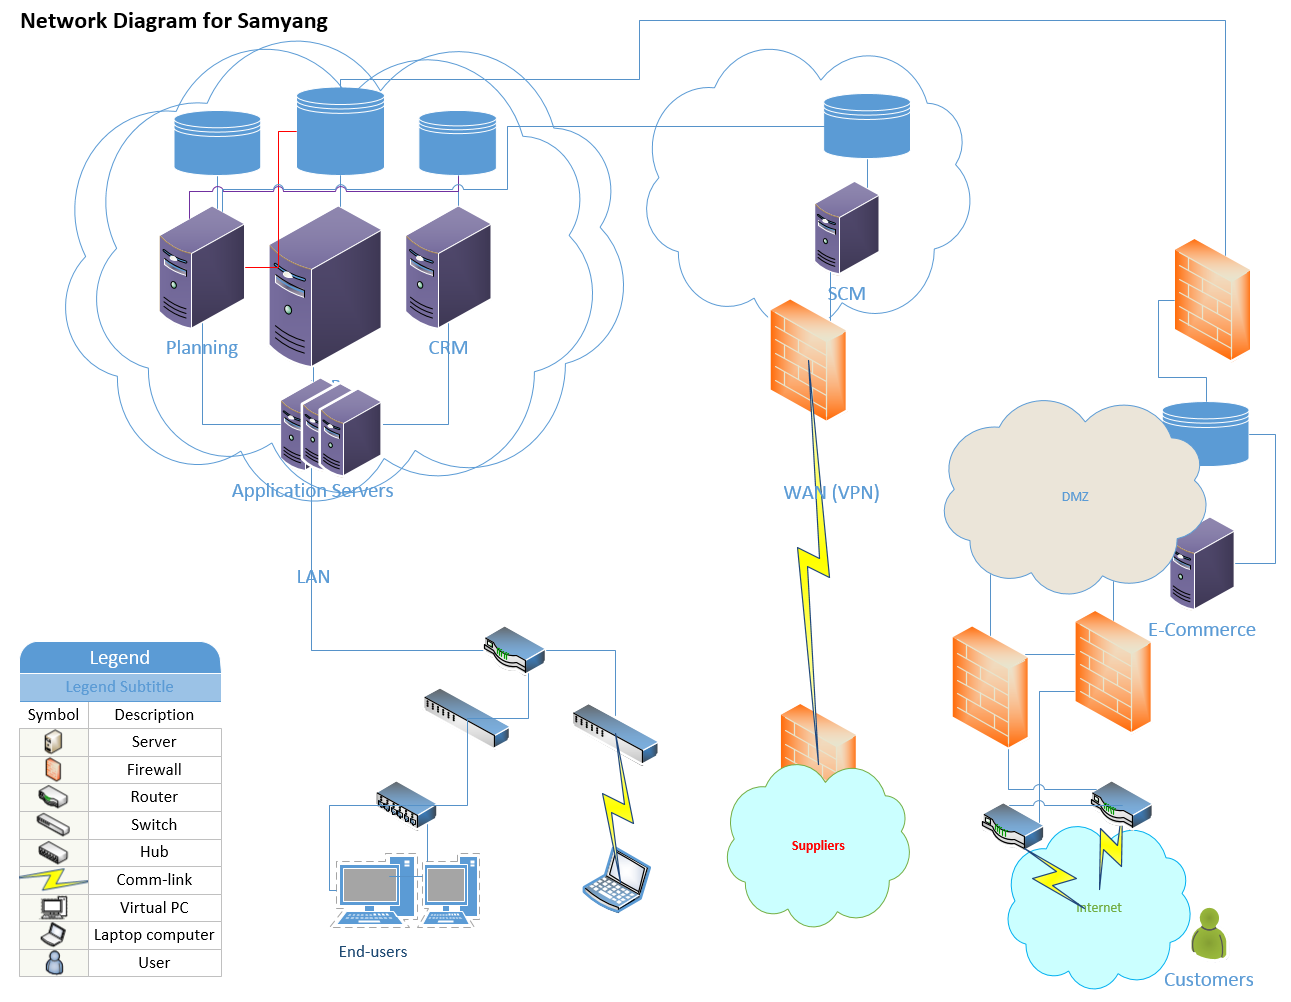 Network Diagram for Samyang
SCM
Planning
CRM
Application Servers
WAN (VPN)
DMZ
LAN
E-Commerce
Legend
Legend Subtitle
Symbol Description
Server
Firewall
Router
Switch
Hub
Comm-link
Virtual PC
Laptop computer
User
Suppliers
Internet
End-users
Customers